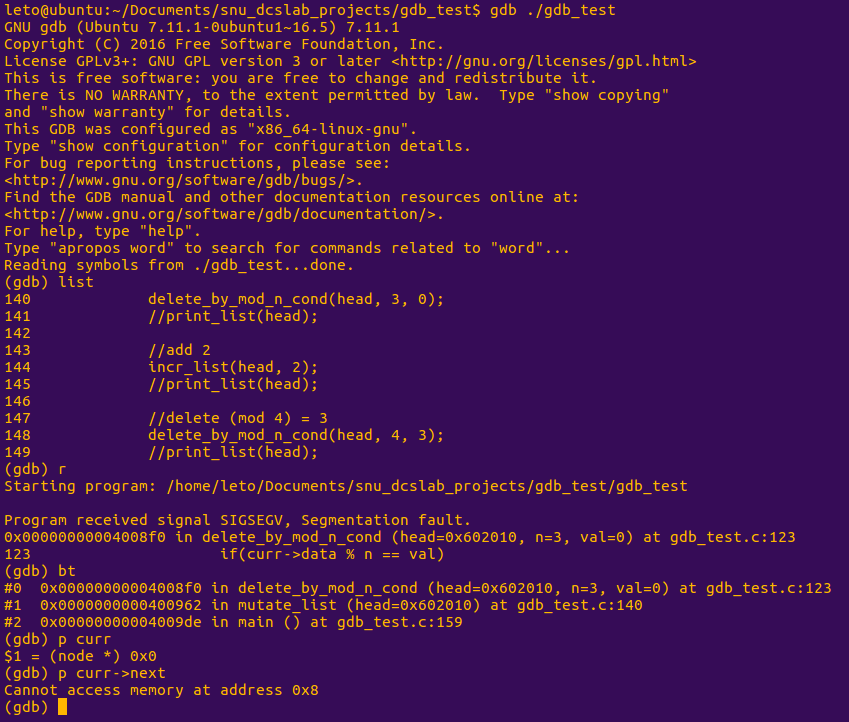 leto@ubuntu:~/Documents/snu_dcslab_projects/gdb_test$ gdb ./gdb_test
GNU gdb (Ubuntu 7.11.1-0ubuntu1~16.5) 7.11.1
Copyright (C) 2016 Free Software Foundation, Inc.
License GPLv3+: GNU GPL version 3 or later <http://gnu.org/licenses/gpl.html>
This is free software: you are free to change and redistribute it.
There is NO WARRANTY, to the extent permitted by law.  Type "show copying"
and "show warranty" for details.
This GDB was configured as "x86_64-linux-gnu".
Type "show configuration" for configuration details.
For bug reporting instructions, please see:
<http://www.gnu.org/software/gdb/bugs/>.
Find the GDB manual and other documentation resources online at:
<http://www.gnu.org/software/gdb/documentation/>.
For help, type "help".
Type "apropos word" to search for commands related to "word"...
Reading symbols from ./gdb_test...done.
(gdb) list
140             delete_by_mod_n_cond(head, 3, 0);
141             //print_list(head);
142
143             //add 2
144             incr_list(head, 2);
145             //print_list(head);
146
147             //delete (mod 4) = 3
148             delete_by_mod_n_cond(head, 4, 3);
149             //print_list(head);
(gdb) r
Starting program: /home/leto/Documents/snu_dcslab_projects/gdb_test/gdb_test

Program received signal SIGSEGV, Segmentation fault.
0x00000000004008f0 in delete_by_mod_n_cond (head=0x602010, n=3, val=0) at gdb_test.c:123
123                     if(curr->data % n == val)
(gdb) bt
#0  0x00000000004008f0 in delete_by_mod_n_cond (head=0x602010, n=3, val=0) at gdb_test.c:123
#1  0x0000000000400962 in mutate_list (head=0x602010) at gdb_test.c:140
#2  0x00000000004009de in main () at gdb_test.c:159
(gdb) p curr
$1 = (node *) 0x0
(gdb) p curr->next
Cannot access memory at address 0x8
(gdb)